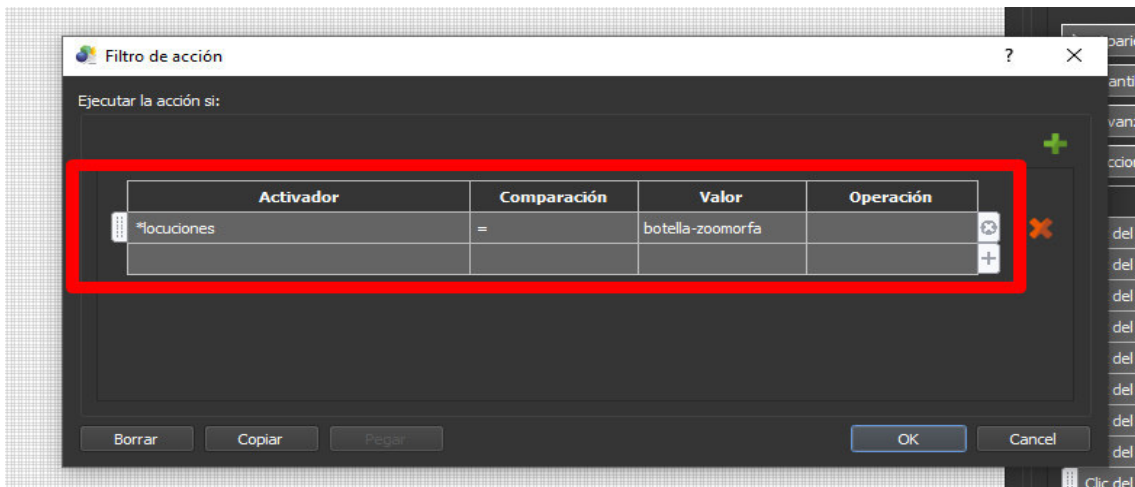 Filtro de acción ?
Ejecutar la acción si:
Activador Comparación Valor Operación
*locuciones = botella-zoomorfa
Borrar Copiar Pegar OK Cancel
del
del
del
del
del
del
del
del
Clic del